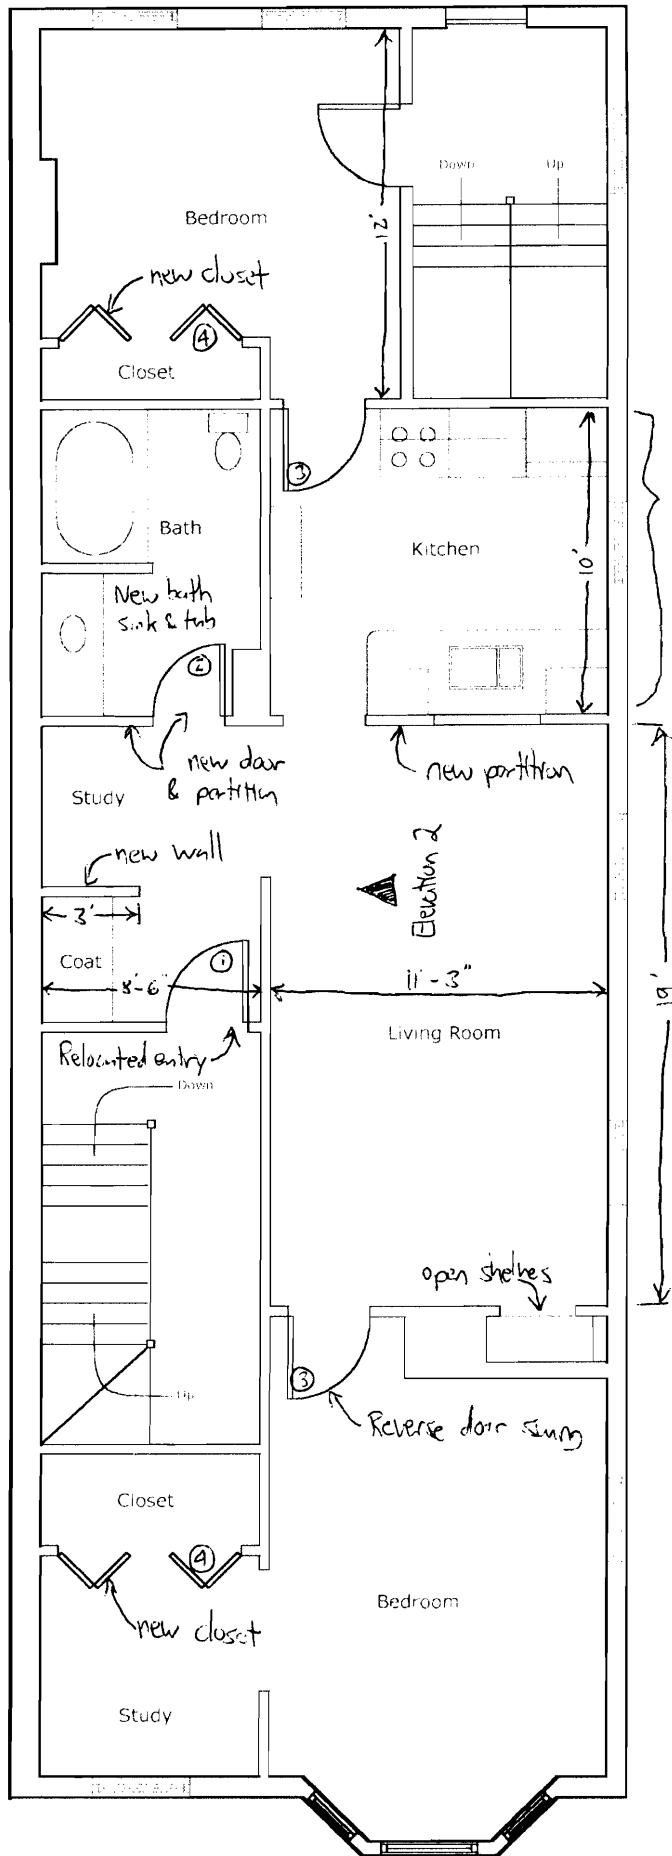 Down
Up
Bedroom
12'
new closet
④
Closet
③
Bath
Kitchen
10'
New bath
sink & tub
②
new door
& partition
new partition
Study
new wall
Elevation 2
3'
Coat
①
8'-6"
11'-3"
19'
Living Room
Relocated entry
Down
open shelves
Up
③
Reverse door swing
Closet
④
Bedroom
new closet
Study